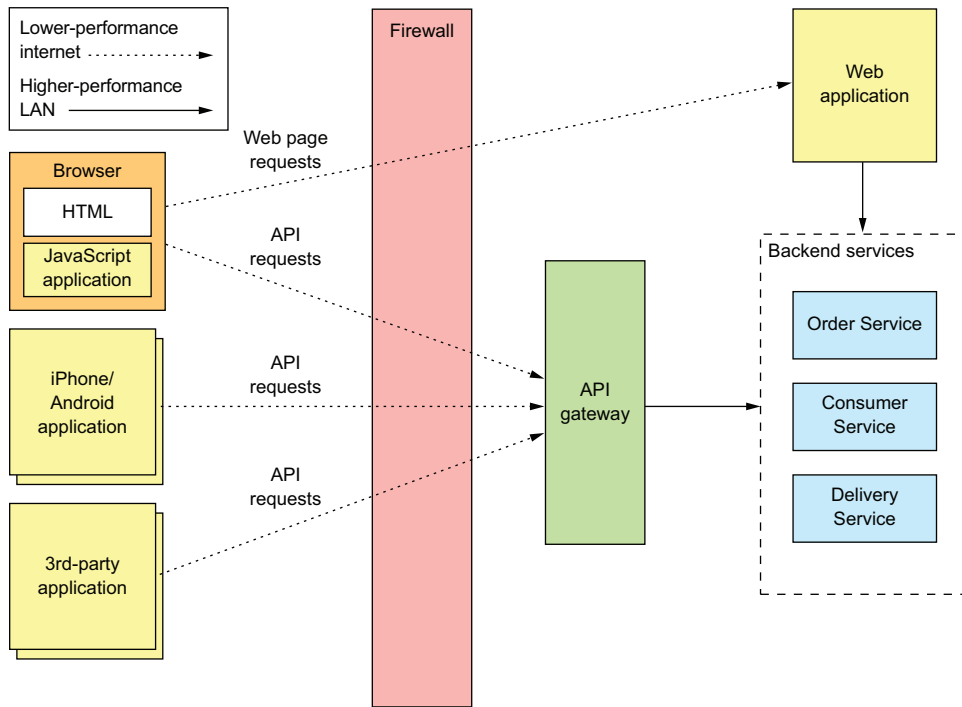 Lower-performance
internet
Higher-performance
LAN
Firewall
Web
application
Web page
requests
Browser
HTML
JavaScript
application
API
requests
Backend services
Order Service
iPhone/
Android
application
API
requests
API
gateway
Consumer
Service
API
requests
Delivery
Service
3rd-party
application